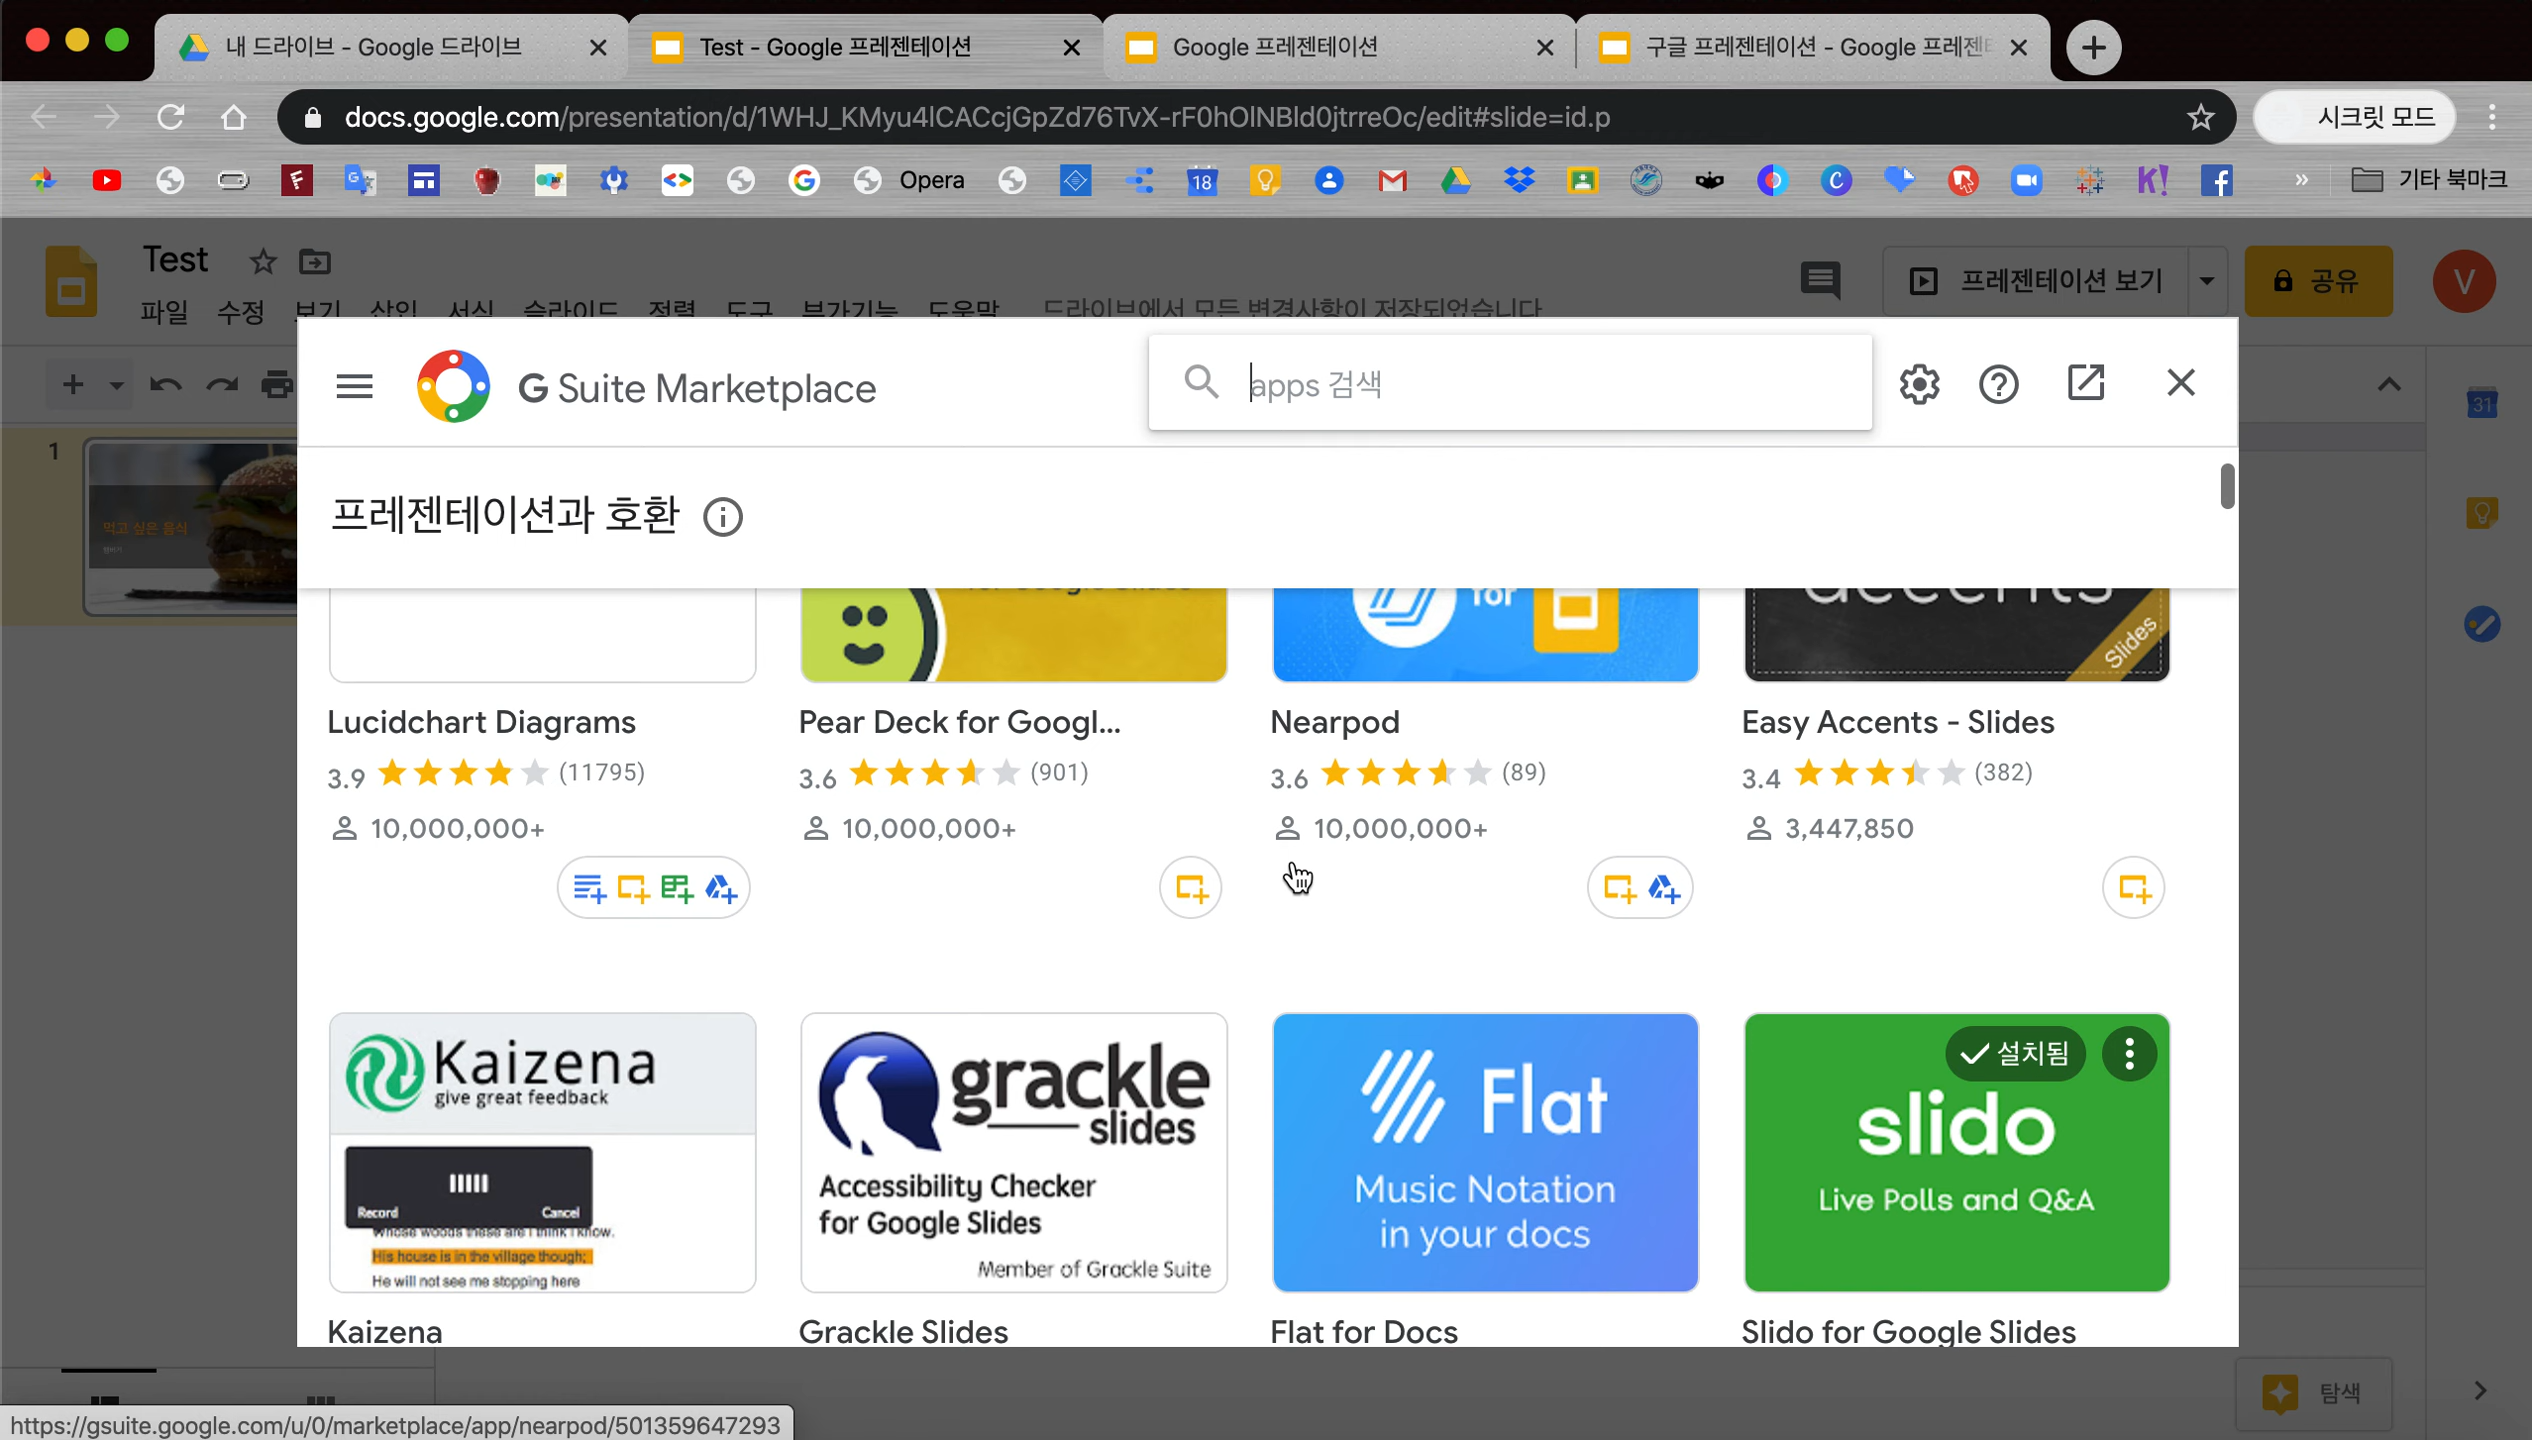 내 드라이브 - Google 드라이브
Test - Google 프레젠테이션
Google 프레젠테이션
구글 프레젠테이션 - Google 프레젠
docs.google.com/presentation/d/1WHJ_KMyu4lCACcjGpZd76TvX-rF0hOlNBld0jtrreOc/edit#slide=id.p
시크릿 모드
Opera
18
기타 북마크
Test
파일 수정 보기 삽입 서식 슬라이드 정렬 도구 부가기능 도움말 드라이브에서 모든 변경사항이 저장되었습니다
프레젠테이션 보기
공유
V
G Suite Marketplace
apps 검색
31
1
먹고 싶은 음식
프레젠테이션과 호환
for
Slides
Lucidchart Diagrams
3.9 (11795)
10,000,000+
Pear Deck for Googl...
3.6 (901)
10,000,000+
Nearpod
3.6 (89)
10,000,000+
Easy Accents - Slides
3.4 (382)
3,447,850
Kaizena
give great feedback
Record Cancel
Whose woods these are I think I know.
His house is in the village though;
He will not see me stopping here
Kaizena
grackle
slides
Accessibility Checker
for Google Slides
Member of Grackle Suite
Grackle Slides
Flat
Music Notation
in your docs
Flat for Docs
설치됨
slido
Live Polls and Q&A
Slido for Google Slides
탐색
https://gsuite.google.com/u/0/marketplace/app/nearpod/501359647293